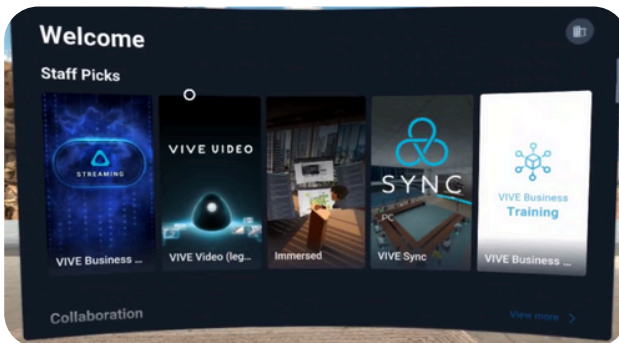 Welcome
Staff Picks
STREAMING
VIVE Business ...
VIVE VIDEO
VIVE Video (leg...
Immersed
SYNC
PC
VIVE Sync
VIVE Business
Training
VIVE Business ...
Collaboration
View more